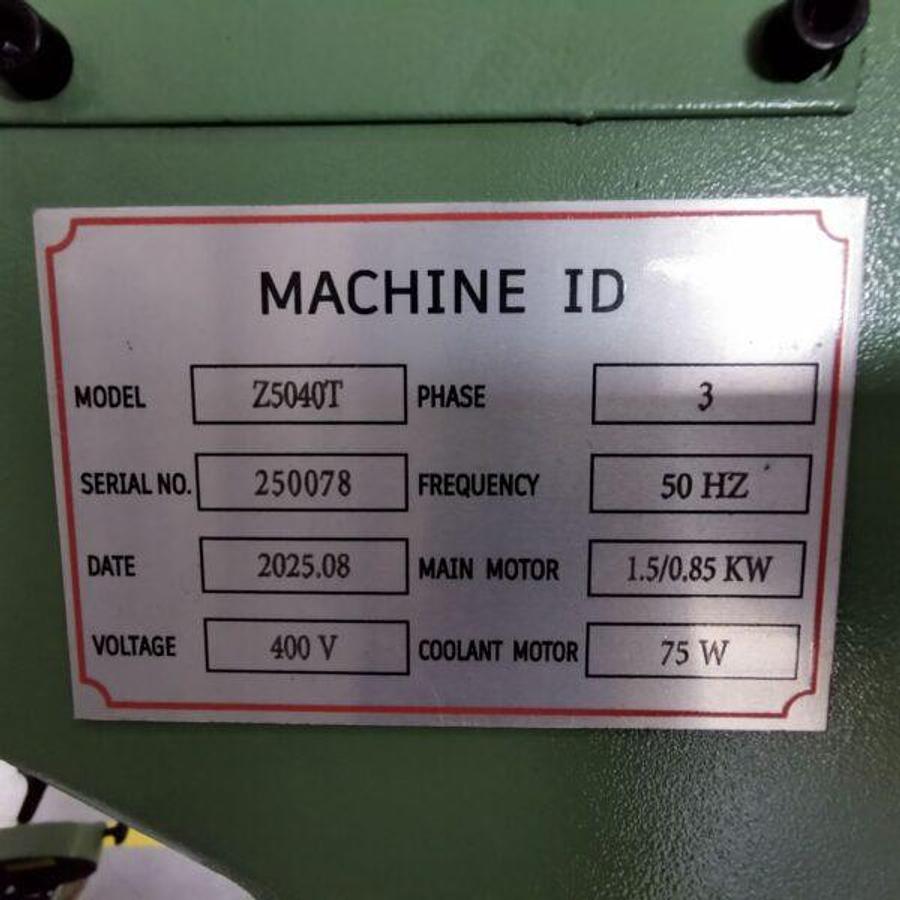 MACHINE ID
MODEL Z5040T PHASE 3
SERIAL NO. 250078 FREQUENCY 50 HZ
DATE 2025.08 MAIN MOTOR 1.5/0.85 KW
VOLTAGE 400 V COOLANT MOTOR 75 W